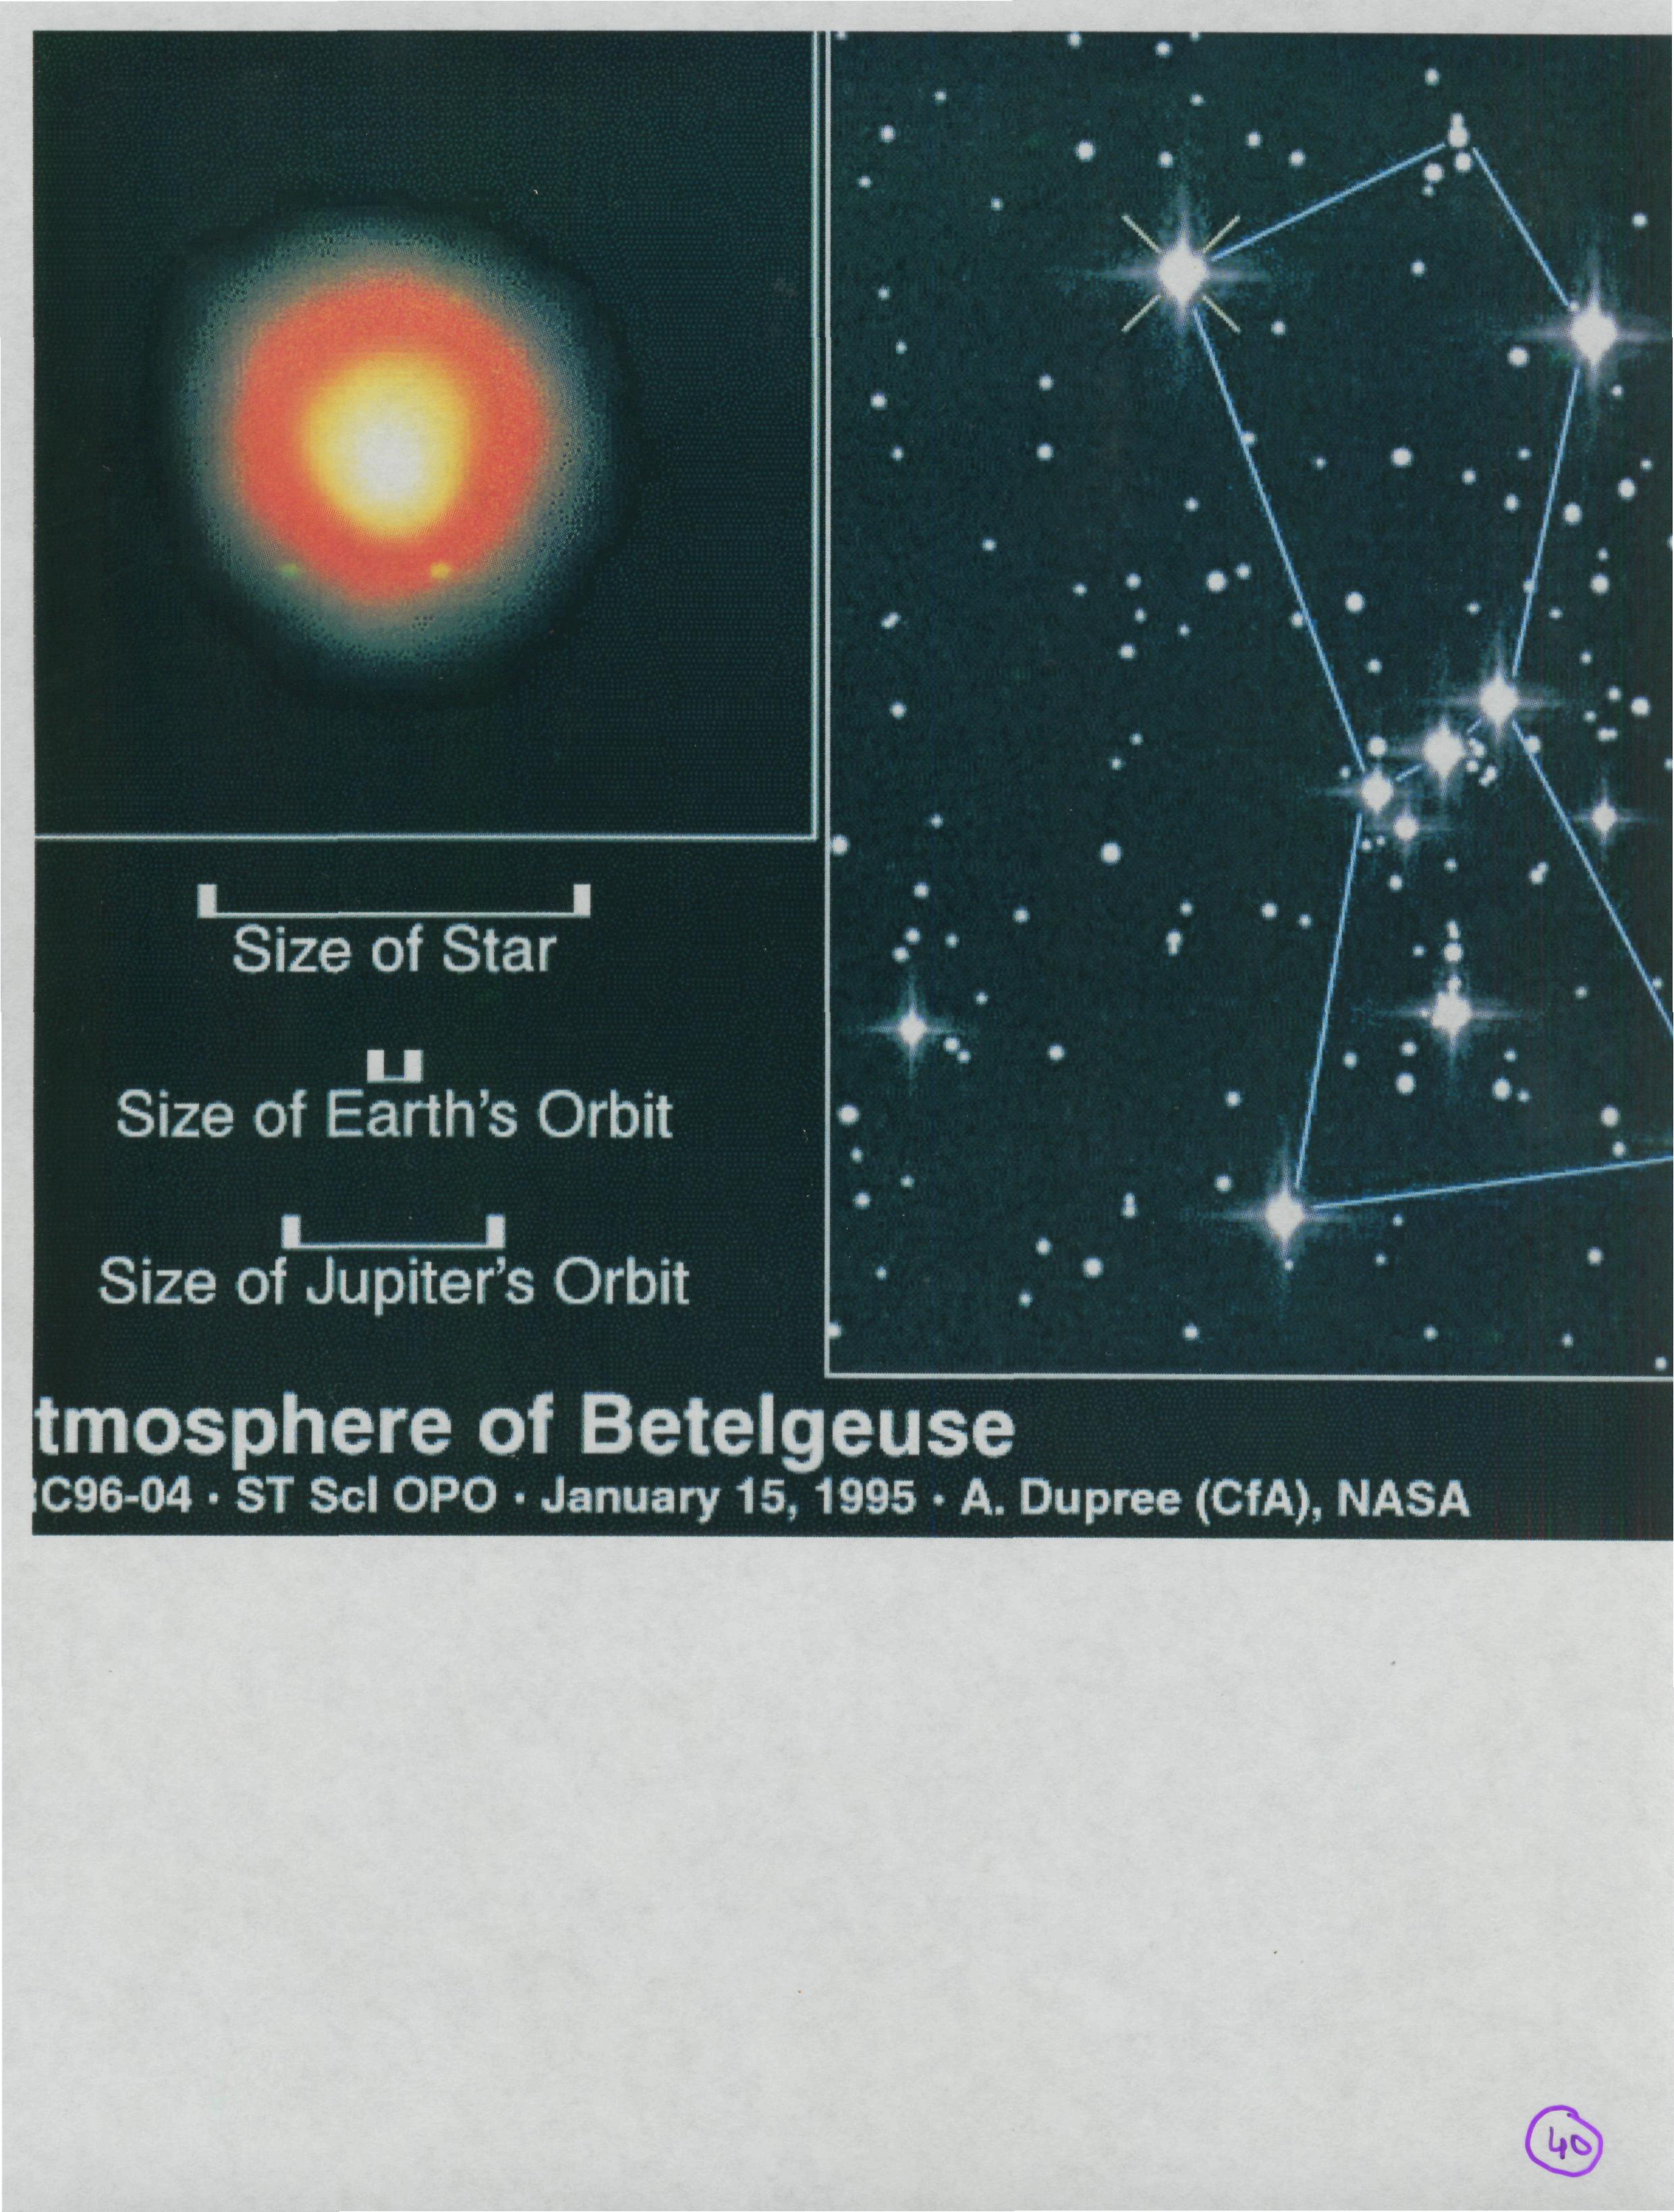 Size of Star
Size of Earth's Orbit
Size of Jupiter's Orbit
tmosphere of Betelgeuse
C96-04 · ST ScI OPO · January 15, 1995 · A. Dupree (CfA), NASA
40